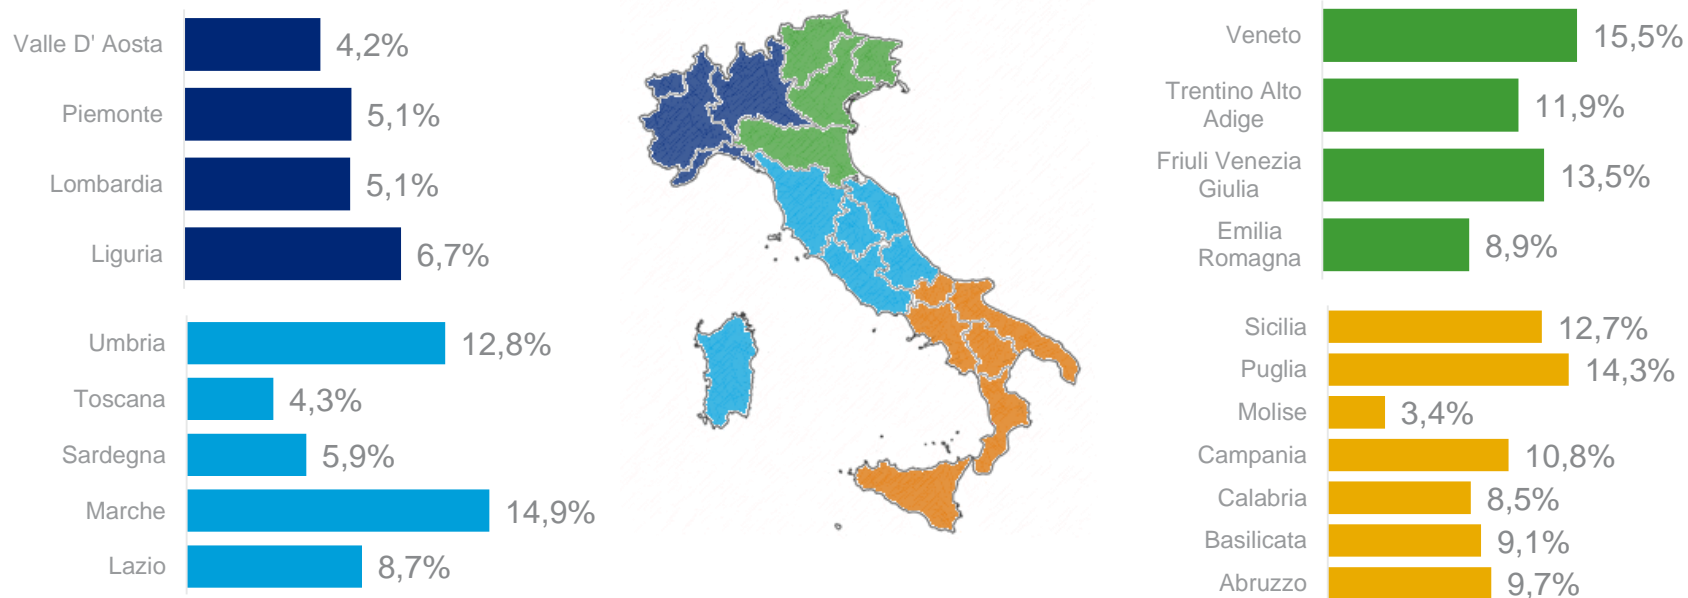 Valle D' Aosta
4,2%
Piemonte
5,1%
Lombardia
5,1%
Liguria
6,7%
Umbria
12,8%
Toscana
4,3%
Sardegna
5,9%
Marche
14,9%
Lazio
8,7%
Veneto
15,5%
Trentino Alto
Adige
11,9%
Friuli Venezia
Giulia
13,5%
Emilia
Romagna
8,9%
Sicilia
12,7%
Puglia
14,3%
Molise
3,4%
Campania
10,8%
Calabria
8,5%
Basilicata
9,1%
Abruzzo
9,7%